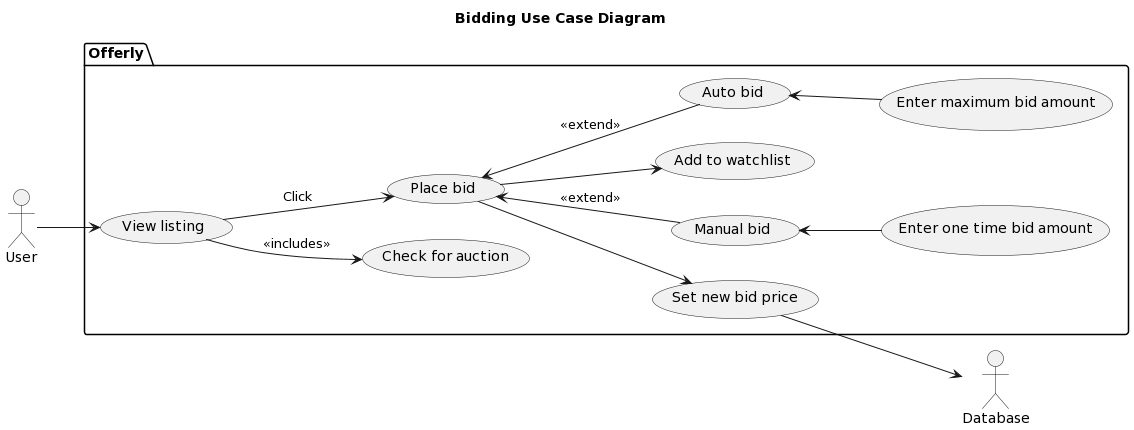 Bidding Use Case Diagram
Offerly
Auto bid
Enter maximum bid amount
«extend»
Add to watchlist
Place bid
Click
«extend»
View listing
Manual bid
Enter one time bid amount
«includes»
Check for auction
User
Set new bid price
Database